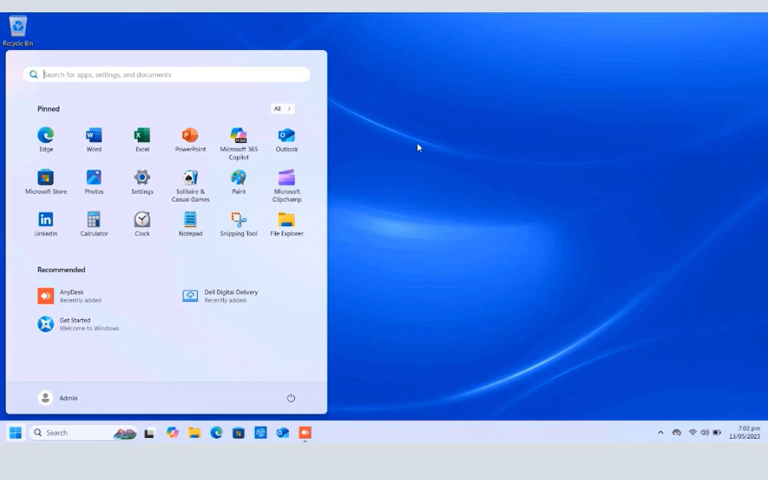 Recycle Bin
Search for apps, settings, and documents
Pinned
All >
Edge Word Excel PowerPoint Microsoft 365 Copilot Outlook
Microsoft Store Photos Settings Solitaire & Casual Games Paint Microsoft Clipchamp
LinkedIn Calculator Clock Notepad Snipping Tool File Explorer
Recommended
AnyDesk
Recently added
Dell Digital Delivery
Recently added
Get Started
Welcome to Windows
Admin
Search
7:02 pm
13/05/2025